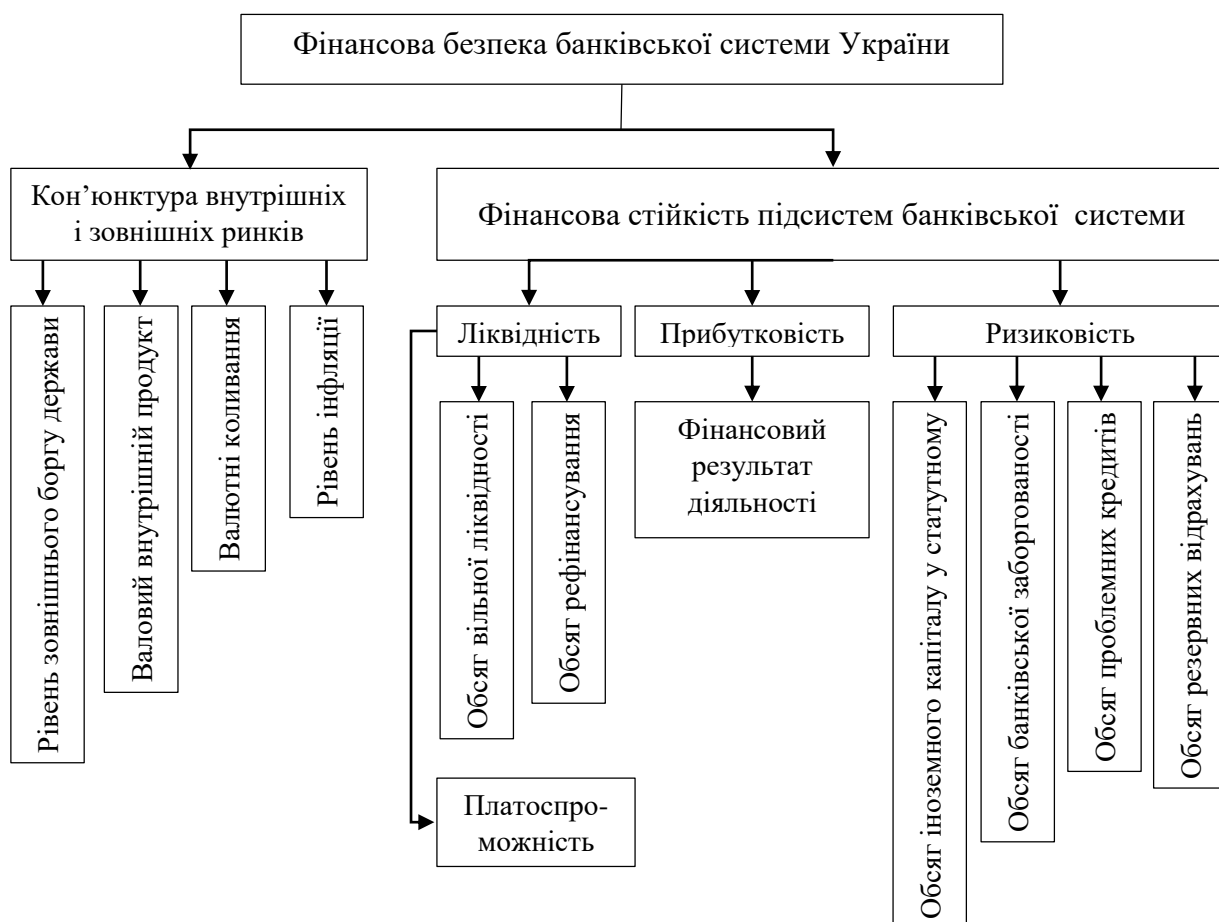 Фінансова безпека банківської системи України
Кон’юнктура внутрішніх
і зовнішніх ринків
Фінансова стійкість підсистем банківської системи
Рівень зовнішнього боргу держави
Валовий внутрішній продукт
Валютні коливання
Рівень інфляції
Ліквідність
Прибутковість
Ризиковість
Обсяг вільної ліквідності
Обсяг рефінансування
Фінансовий
результат
діяльності
Обсяг іноземного капіталу у статутному
Обсяг банківської заборгованості
Обсяг проблемних кредитів
Обсяг резервних відрахувань
Платоспро-
можність